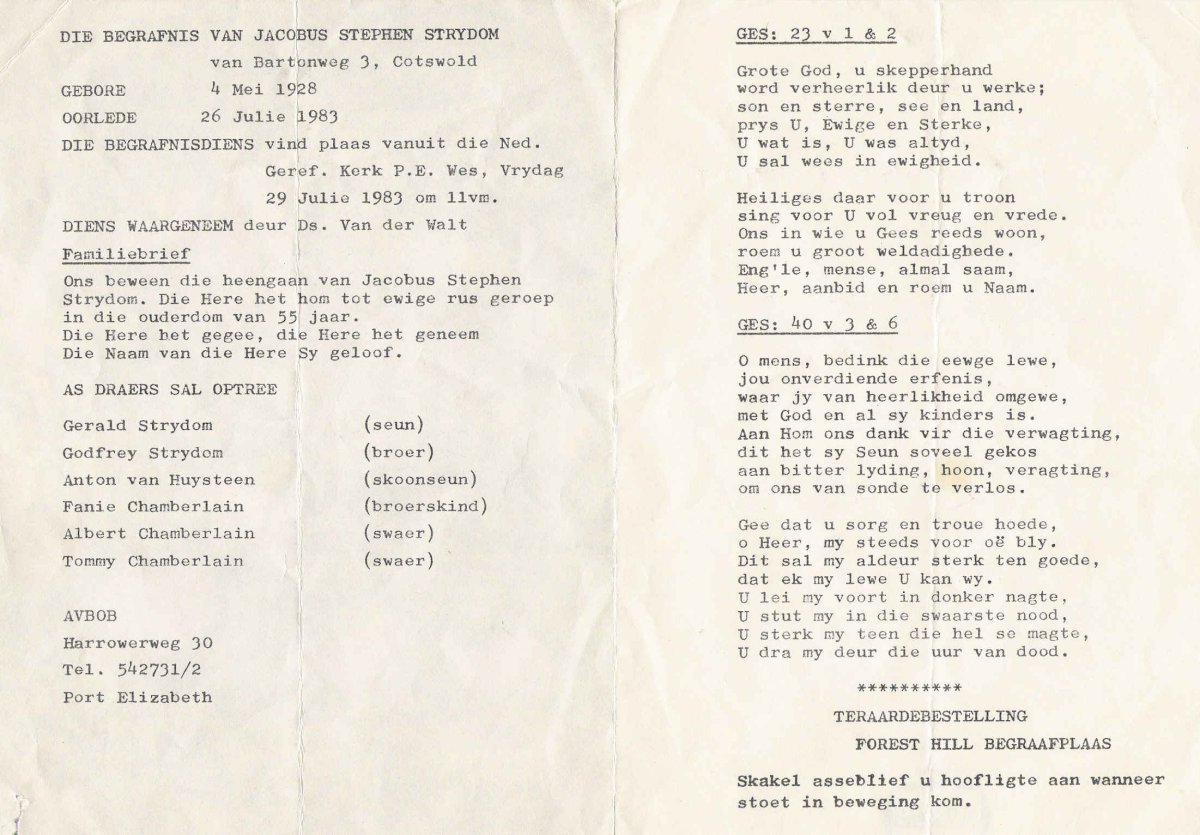 DIE BEGRAFNIS VAN JACOBUS STEPHEN STRYDOM
van Bartonweg 3, Cotswold
GEBORE 4 Mei 1928
OORLEDE 26 Julie 1983
DIE BEGRAFNISDIENS vind plaas vanuit die Ned.
Geref. Kerk P.E. Wes, Vrydag
29 Julie 1983 om 11vm.
DIENS WAARGENEEM deur Ds. Van der Walt
Familiebrief
Ons beween die heengaan van Jacobus Stephen
Strydom. Die Here het hom tot ewige rus geroep
in die ouderdom van 55 jaar.
Die Here het gegee, die Here het geneem
Die Naam van die Here Sy geloof.
AS DRAERS SAL OPTREE
Gerald Strydom (seun)
Godfrey Strydom (broer)
Anton van Huysteen (skoonseun)
Fanie Chamberlain (broerskind)
Albert Chamberlain (swaer)
Tommy Chamberlain (swaer)
AVBOB
Harrowerweg 30
Tel. 542731/2
Port Elizabeth
GES: 23 v 1 & 2
Grote God, u skepperhand
word verheerlik deur u werke;
son en sterre, see en land,
prys U, Ewige en Sterke,
U wat is, U was altyd,
U sal wees in ewigheid.
Heiliges daar voor u troon
sing voor U vol vreug en vrede.
Ons in wie u Gees reeds woon,
roem u groot weldadighede.
Eng'le, mense, almal saam,
Heer, aanbid en roem u Naam.
GES: 40 v 3 & 6
O mens, bedink die eewge lewe,
jou onverdiende erfenis,
waar jy van heerlikheid omgewe,
met God en al sy kinders is.
Aan Hom ons dank vir die verwagting,
dit het sy Seun soveel gekos
aan bitter lyding, hoon, veragting,
om ons van sonde te verlos.
Gee dat u sorg en troue hoede,
o Heer, my steeds voor oë bly.
Dit sal my aldeur sterk ten goede,
dat ek my lewe U kan wy.
U lei my voort in donker nagte,
U stut my in die swaarste nood,
U sterk my teen die hel se magte,
U dra my deur die uur van dood.
**********
TERAARDEBESTELLING
FOREST HILL BEGRAAFPLAAS
Skakel asseblief u hoofligte aan wanneer
stoet in beweging kom.